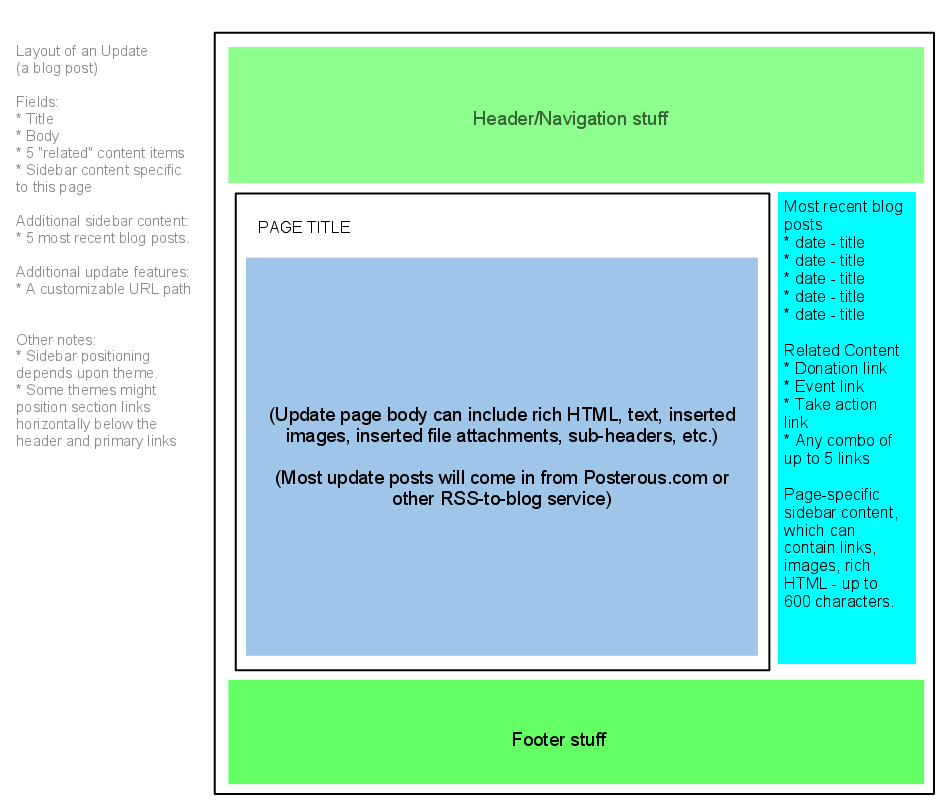 Layout of an Update
(a blog post)
Fields:
* Title
* Body
* 5 "related" content items
* Sidebar content specific
to this page
Additional sidebar content:
* 5 most recent blog posts.
Additional update features:
* A customizable URL path
Other notes:
* Sidebar positioning
depends upon theme.
* Some themes might
position section links
horizontally below the
header and primary links
Header/Navigation stuff
PAGE TITLE
(Update page body can include rich HTML, text, inserted
images, inserted file attachments, sub-headers, etc.)
(Most update posts will come in from Posterous.com or
other RSS-to-blog service)
Most recent blog
posts
* date - title
* date - title
* date - title
* date - title
* date - title
Related Content
* Donation link
* Event link
* Take action
link
* Any combo of
up to 5 links
Page-specific
sidebar content,
which can
contain links,
images, rich
HTML - up to
600 characters.
Footer stuff